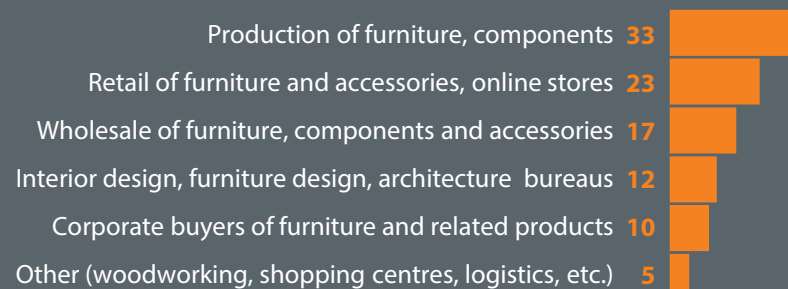 Production of furniture, components 33
Retail of furniture and accessories, online stores 23
Wholesale of furniture, components and accessories 17
Interior design, furniture design, architecture bureaus 12
Corporate buyers of furniture and related products 10
Other (woodworking, shopping centres, logistics, etc.) 5